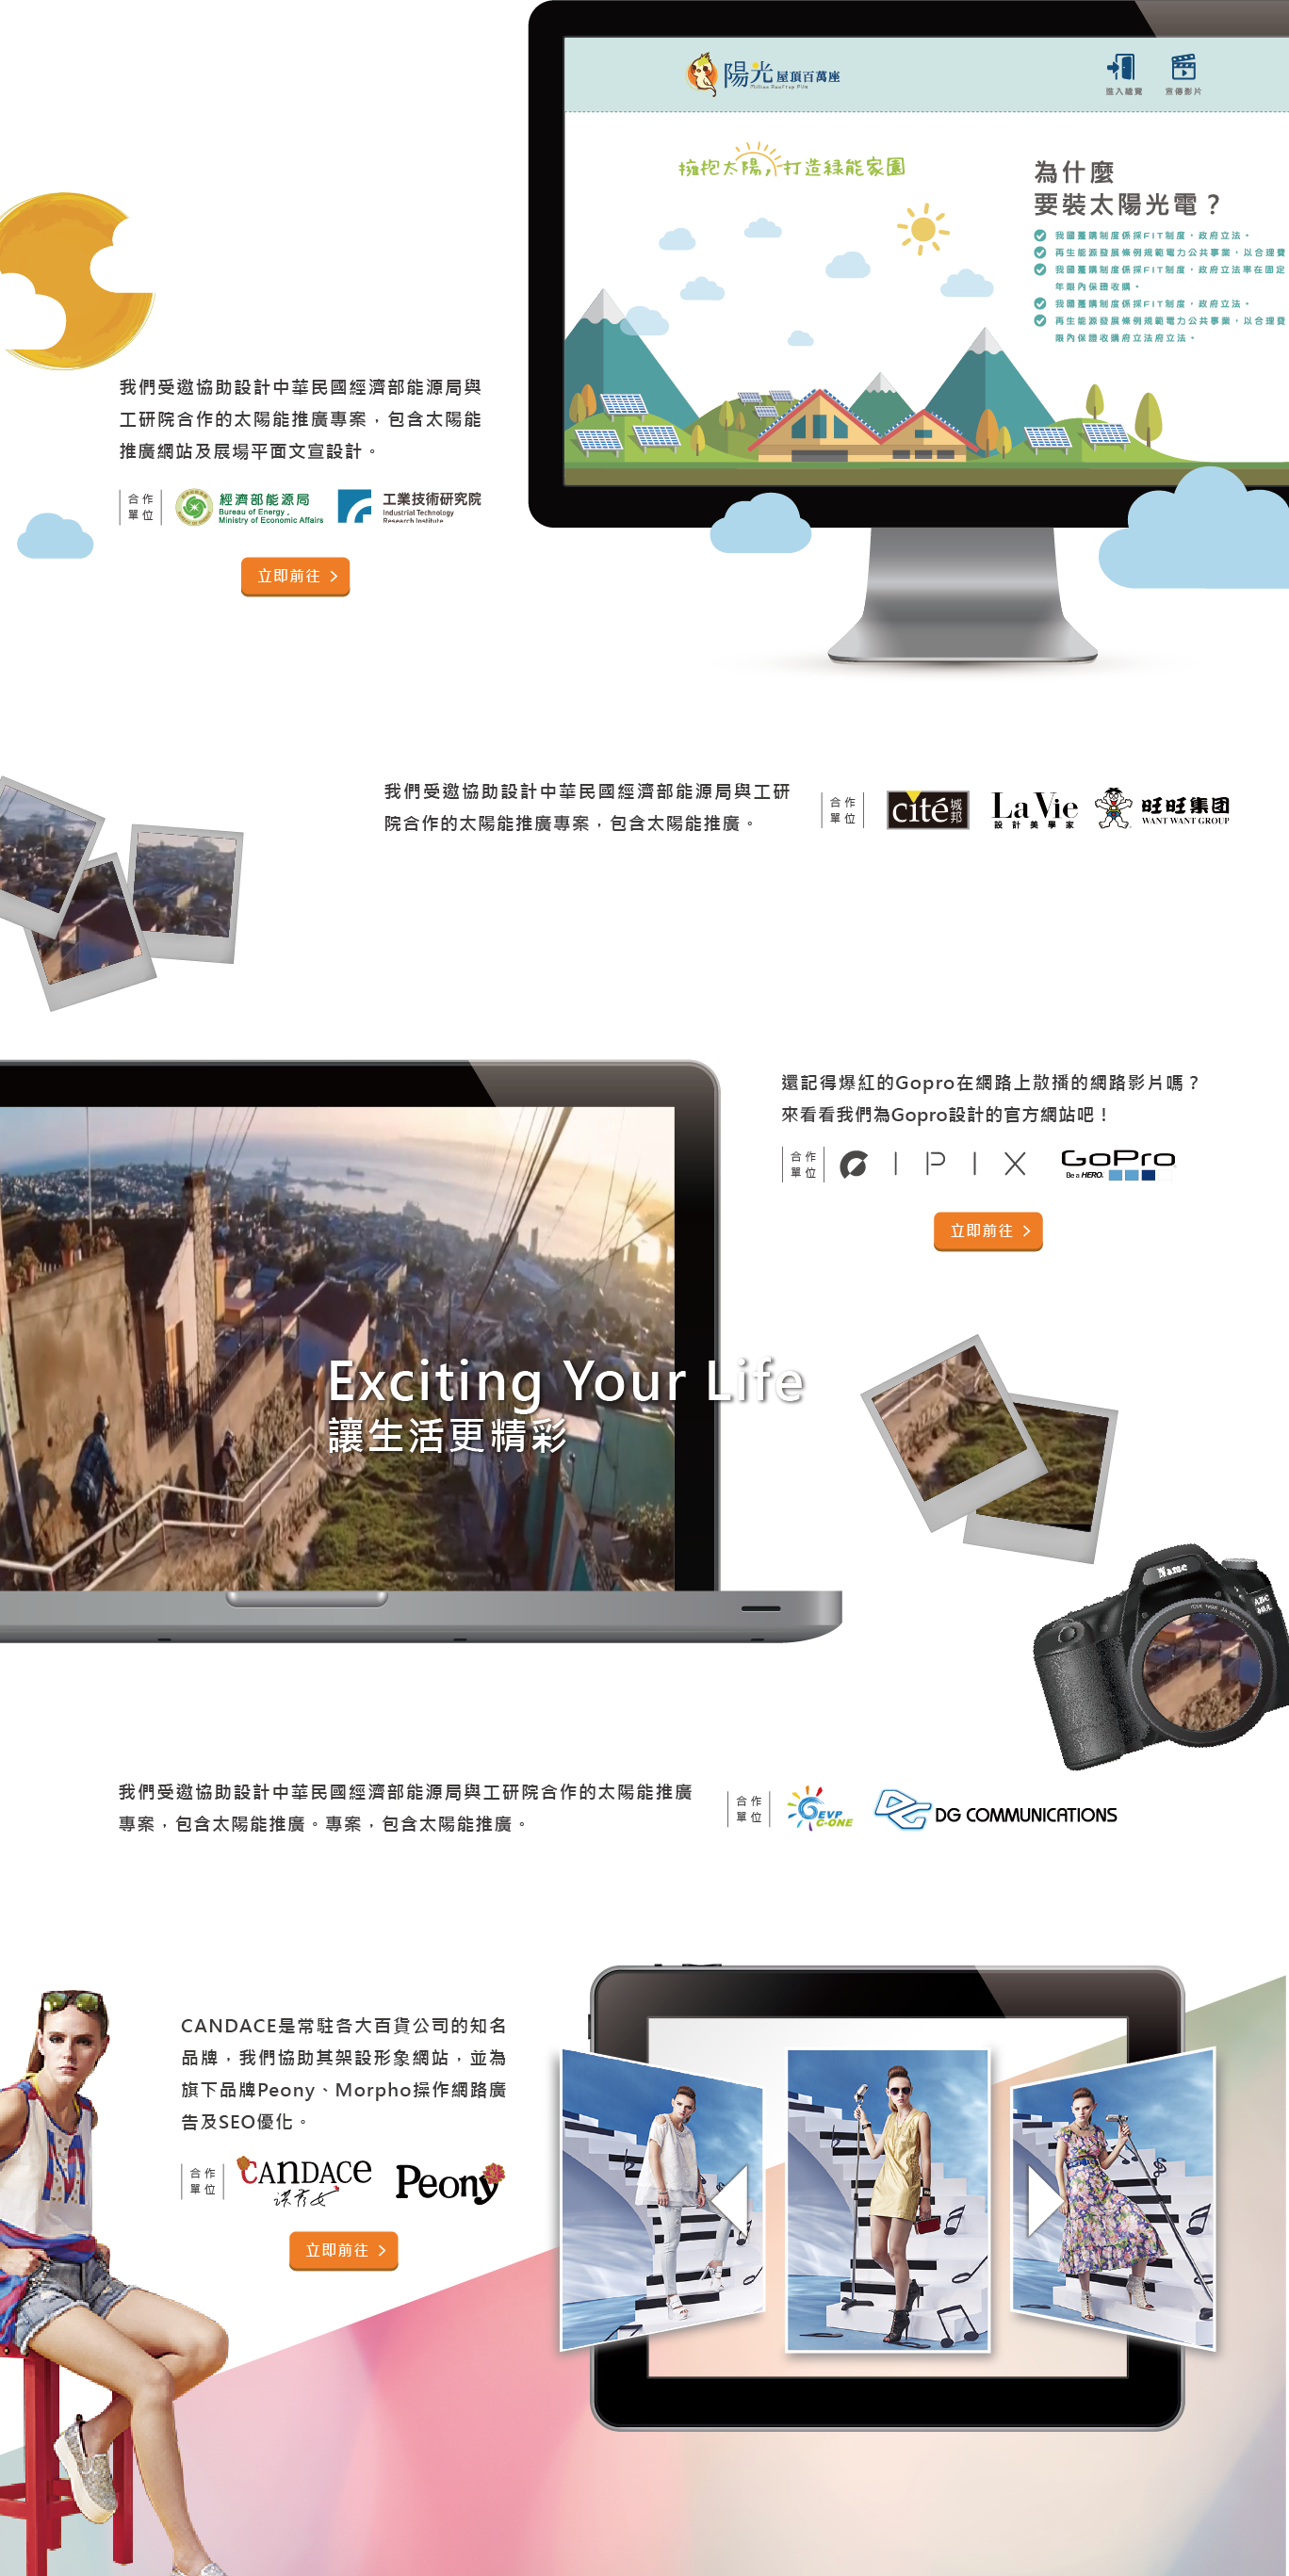 陽光屋頂百萬座
Million Rooftop PVs
進入總覽
宣傳影片
擁抱太陽，打造綠能家園
為什麼
要裝太陽光電？
我國躉購制度係採FIT制度，政府立法。
再生能源發展條例規範電力公共事業，以合理費
我國躉購制度係採FIT制度，政府立法率在固定
年限內保證收購。
我國躉購制度係採FIT制度，政府立法。
再生能源發展條例規範電力公共事業，以合理費
限內保證收購府立法府立法。
我們受邀協助設計中華民國經濟部能源局與
工研院合作的太陽能推廣專案，包含太陽能
推廣網站及展場平面文宣設計。
合作
單位
經濟部能源局
Bureau of Energy,
Ministry of Economic Affairs
工業技術研究院
Industrial Technology
Research Institute
立即前往
我們受邀協助設計中華民國經濟部能源局與工研
院合作的太陽能推廣專案，包含太陽能推廣。
合作
單位
cité 城邦
La Vie
設計美學家
旺旺集团
WANT WANT GROUP
還記得爆紅的Gopro在網路上散播的網路影片嗎？
來看看我們為Gopro設計的官方網站吧！
合作
單位
IPIX
GoPro
Be a HERO.
立即前往
Exciting Your Life
讓生活更精彩
Name
ABC
我們受邀協助設計中華民國經濟部能源局與工研院合作的太陽能推廣
專案，包含太陽能推廣。專案，包含太陽能推廣。
合作
單位
EVP
C-ONE
DG COMMUNICATIONS
CANDACE是常駐各大百貨公司的知名
品牌，我們協助其架設形象網站，並為
旗下品牌Peony、Morpho操作網路廣
告及SEO優化。
合作
單位
CANDACE
Peony
立即前往